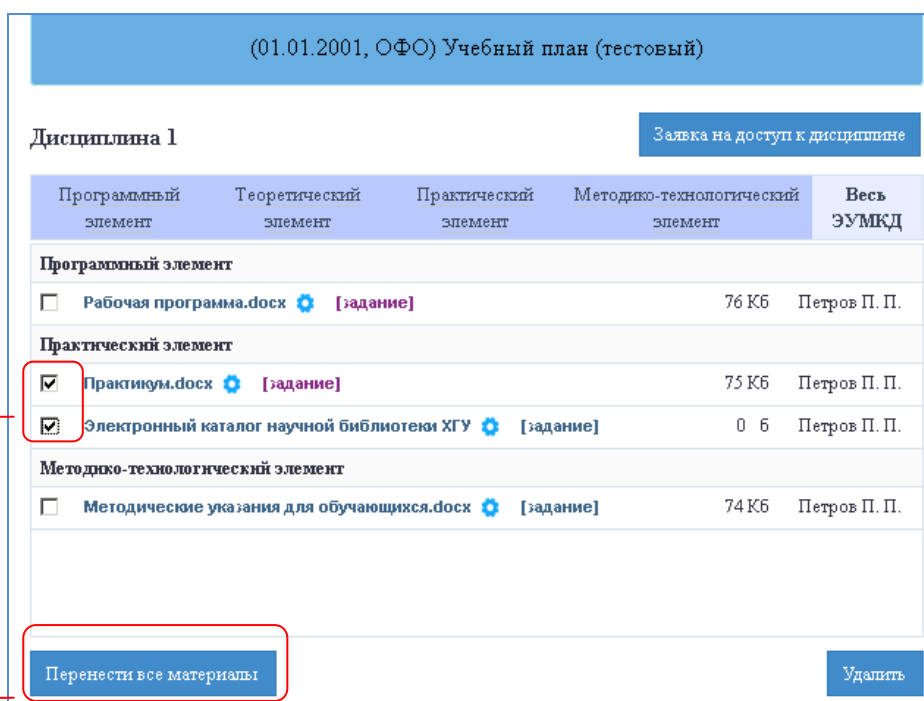 (01.01.2001, ОФО) Учебный план (тестовый)
Дисциплина 1
Заявка на доступ к дисциплине
Программный элемент
Теоретический элемент
Практический элемент
Методико-технологический элемент
Весь ЭУМКД
Программный элемент
Рабочая программа.docx [задание] 76 Кб Петров П. П.
Практический элемент
Практикум.docx [задание] 75 Кб Петров П. П.
Электронный каталог научной библиотеки ХГУ [задание] 0 б Петров П. П.
Методико-технологический элемент
Методические указания для обучающихся.docx [задание] 74 Кб Петров П. П.
Перенести все материалы
Удалить